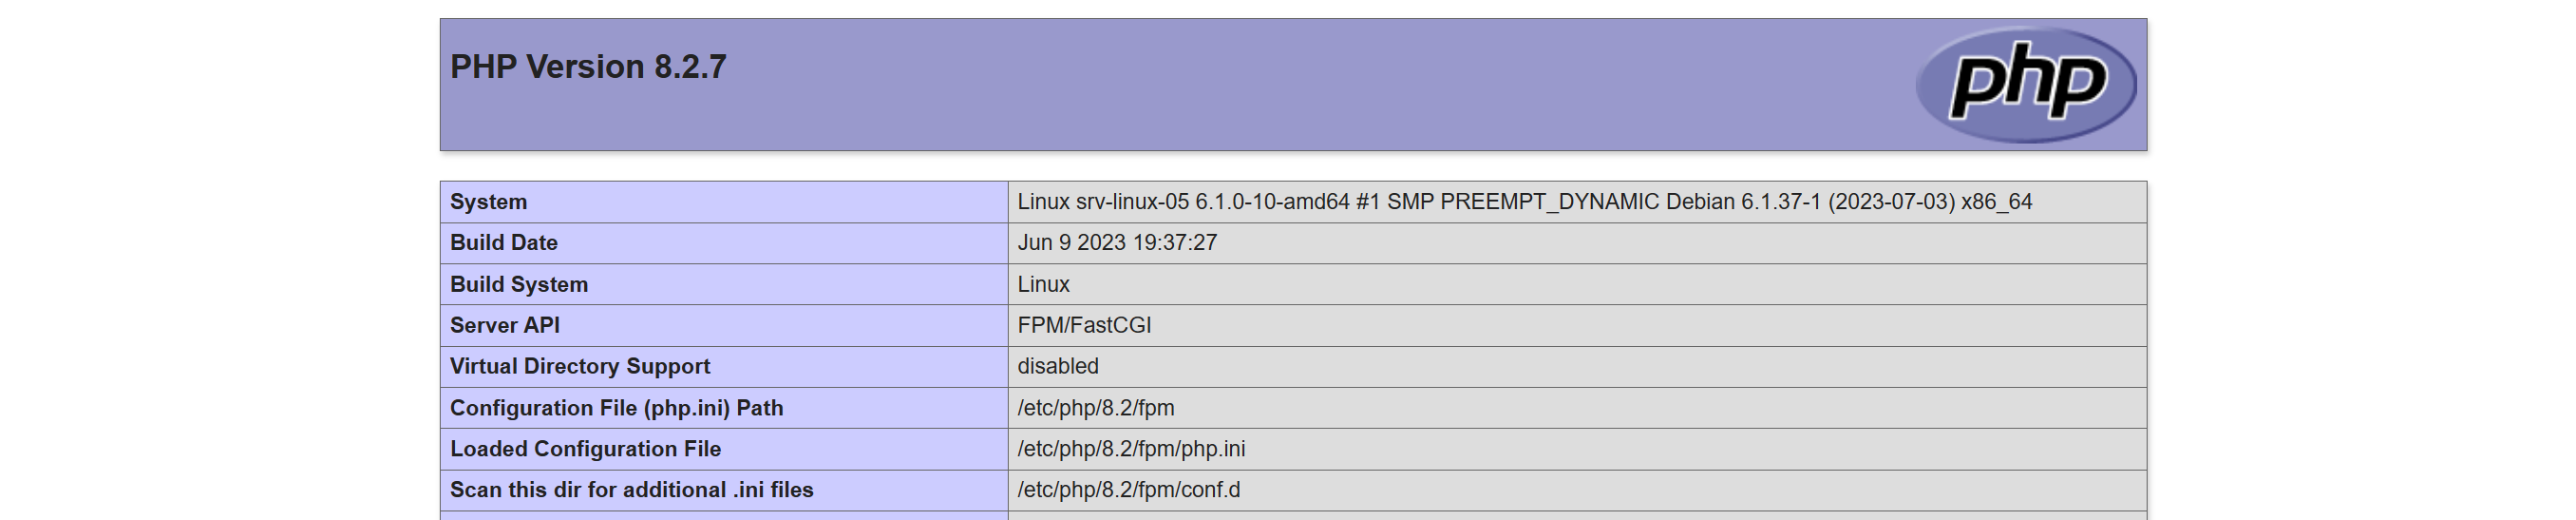 PHP Version 8.2.7
php
System Linux srv-linux-05 6.1.0-10-amd64 #1 SMP PREEMPT_DYNAMIC Debian 6.1.37-1 (2023-07-03) x86_64
Build Date Jun 9 2023 19:37:27
Build System Linux
Server API FPM/FastCGI
Virtual Directory Support disabled
Configuration File (php.ini) Path /etc/php/8.2/fpm
Loaded Configuration File /etc/php/8.2/fpm/php.ini
Scan this dir for additional .ini files /etc/php/8.2/fpm/conf.d